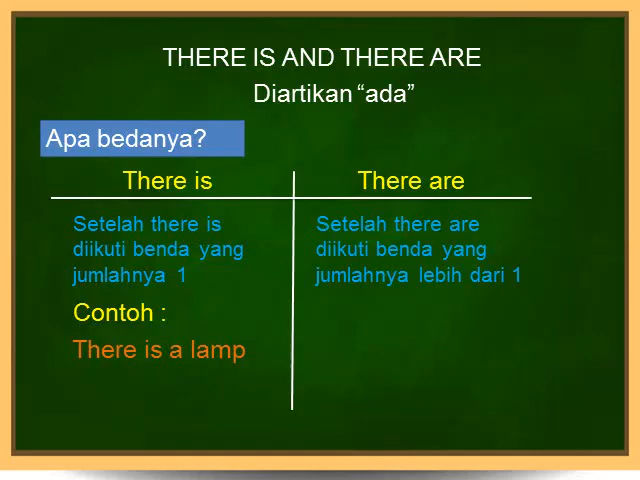 THERE IS AND THERE ARE
Diartikan “ada”
Apa bedanya?
There is
There are
Setelah there is
diikuti benda yang
jumlahnya 1
Setelah there are
diikuti benda yang
jumlahnya lebih dari 1
Contoh :
There is a lamp